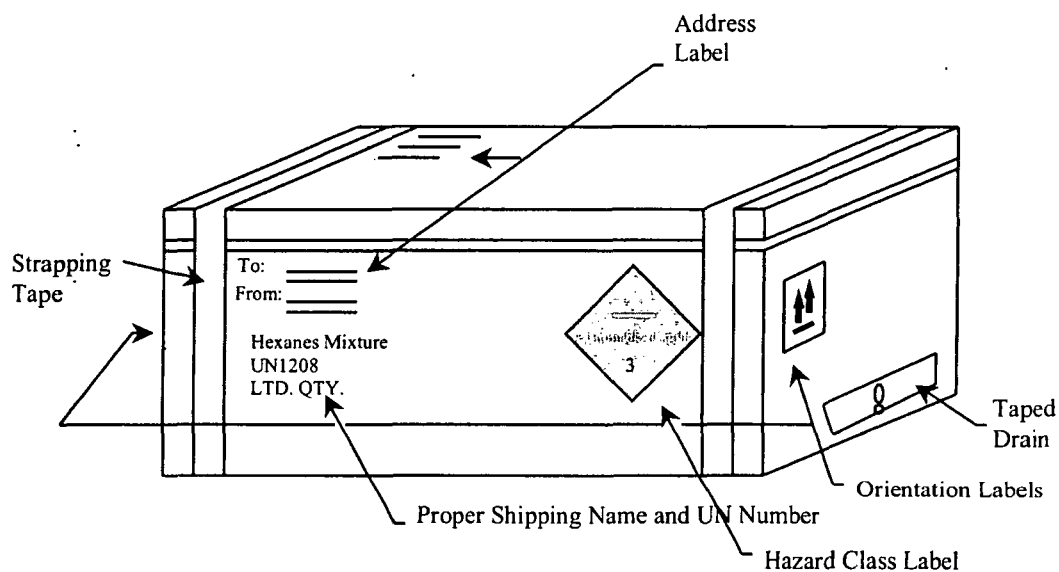 Address
Label
Strapping
Tape
To:
From:
Hexanes Mixture
UN1208
LTD. QTY.
3
Taped
Drain
Orientation Labels
Proper Shipping Name and UN Number
Hazard Class Label